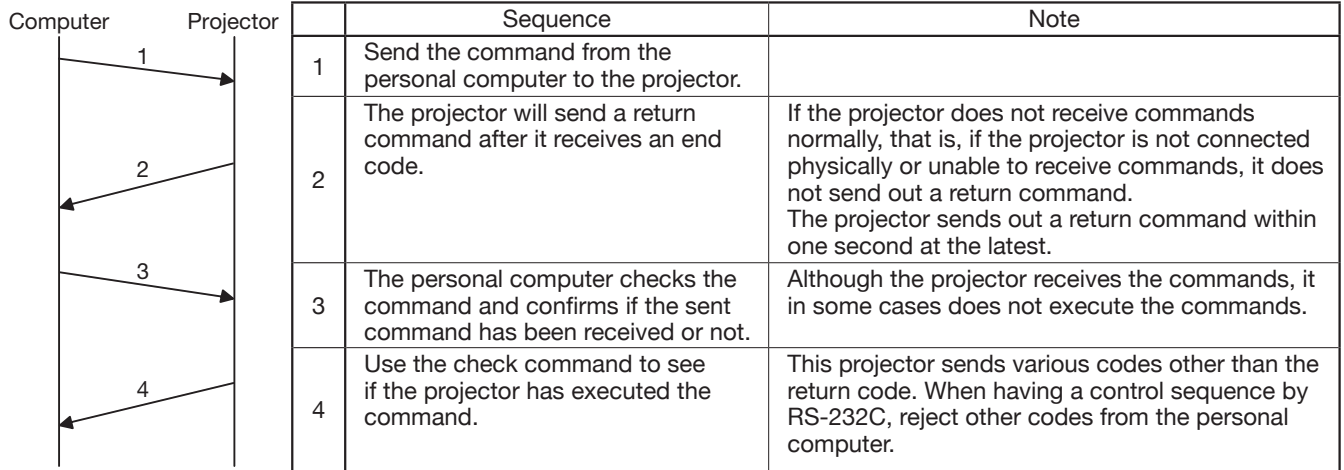 Computer Projector
1
2
3
4
Sequence Note
1
Send the command from the
personal computer to the projector.
2
The projector will send a return
command after it receives an end
code.
If the projector does not receive commands
normally, that is, if the projector is not connected
physically or unable to receive commands, it does
not send out a return command.
The projector sends out a return command within
one second at the latest.
3
The personal computer checks the
command and confirms if the sent
command has been received or not.
Although the projector receives the commands, it
in some cases does not execute the commands.
4
Use the check command to see
if the projector has executed the
command.
This projector sends various codes other than the
return code. When having a control sequence by
RS-232C, reject other codes from the personal
computer.